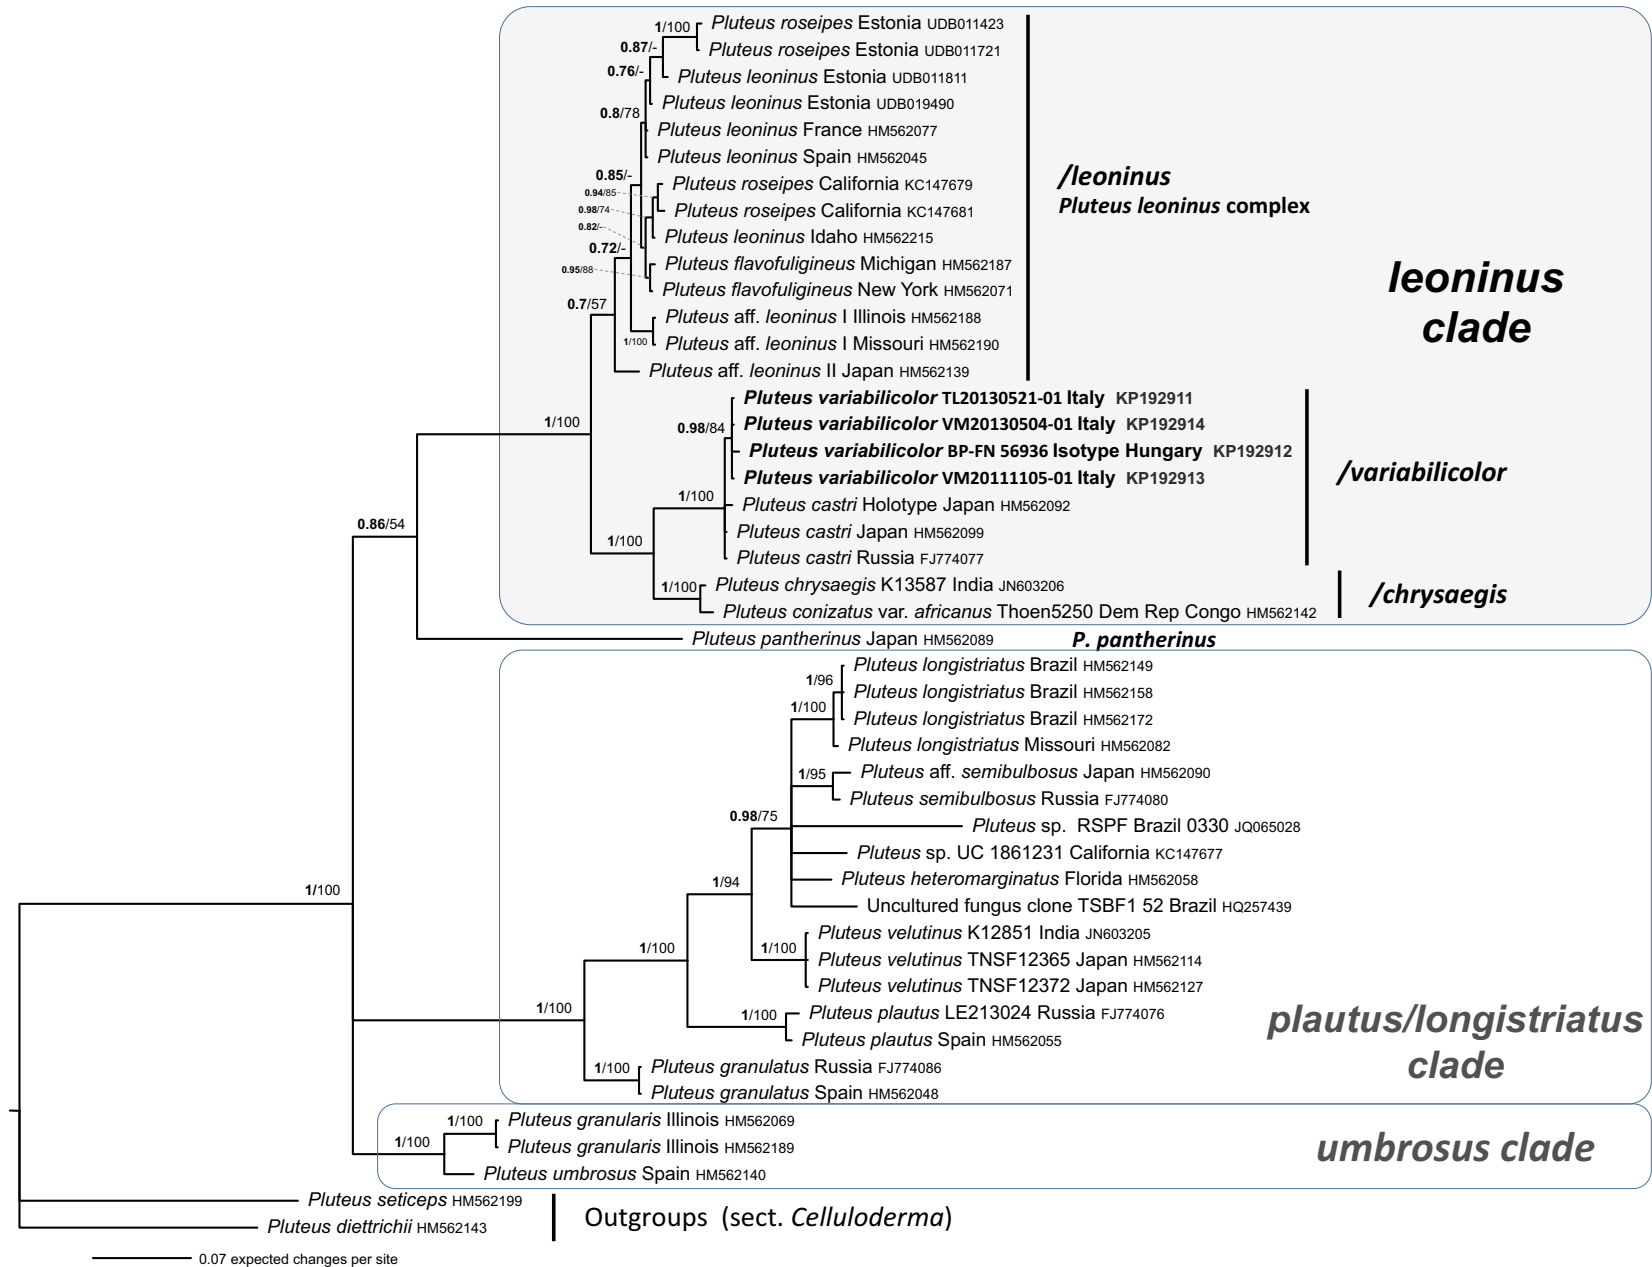 1/100 Pluteus roseipes Estonia UDB011423
0.87/- Pluteus roseipes Estonia UDB011721
0.76/- Pluteus leoninus Estonia UDB011811
Pluteus leoninus Estonia UDB019490
0.8/78
Pluteus leoninus France HM562077
Pluteus leoninus Spain HM562045
0.85/-
/leoninus
Pluteus roseipes California KC147679
0.94/85
Pluteus leoninus complex
0.98/74 Pluteus roseipes California KC147681
0.82/-
Pluteus leoninus Idaho HM562215
0.72/-
Pluteus flavofuligineus Michigan HM562187
0.95/88
leoninus
clade
Pluteus flavofuligineus New York HM562071
0.7/57
Pluteus aff. leoninus I Illinois HM562188
1/100 Pluteus aff. leoninus I Missouri HM562190
Pluteus aff. leoninus II Japan HM562139
Pluteus variabilicolor TL20130521-01 Italy KP192911
1/100
0.98/84 Pluteus variabilicolor VM20130504-01 Italy KP192914
Pluteus variabilicolor BP-FN 56936 Isotype Hungary KP192912
/variabilicolor
Pluteus variabilicolor VM20111105-01 Italy KP192913
1/100
Pluteus castri Holotype Japan HM562092
0.86/54
Pluteus castri Japan HM562099
1/100
Pluteus castri Russia FJ774077
1/100 Pluteus chrysaegis K13587 India JN603206
/chrysaegis
Pluteus conizatus var. africanus Thoen5250 Dem Rep Congo HM562142
Pluteus pantherinus Japan HM562089 P. pantherinus
Pluteus longistriatus Brazil HM562149
1/96
Pluteus longistriatus Brazil HM562158
1/100
Pluteus longistriatus Brazil HM562172
Pluteus longistriatus Missouri HM562082
1/95 Pluteus aff. semibulbosus Japan HM562090
Pluteus semibulbosus Russia FJ774080
0.98/75
Pluteus sp. RSPF Brazil 0330 JQ065028
Pluteus sp. UC 1861231 California KC147677
1/94 Pluteus heteromarginatus Florida HM562058
1/100
Uncultured fungus clone TSBF1 52 Brazil HQ257439
Pluteus velutinus K12851 India JN603205
1/100 1/100
Pluteus velutinus TNSF12365 Japan HM562114
Pluteus velutinus TNSF12372 Japan HM562127
1/100
1/100 Pluteus plautus LE213024 Russia FJ774076
plautus/longistriatus
clade
Pluteus plautus Spain HM562055
1/100 Pluteus granulatus Russia FJ774086
Pluteus granulatus Spain HM562048
1/100 Pluteus granularis Illinois HM562069
1/100
Pluteus granularis Illinois HM562189
umbrosus clade
Pluteus umbrosus Spain HM562140
Pluteus seticeps HM562199
Outgroups (sect. Celluloderma)
Pluteus diettrichii HM562143
0.07 expected changes per site